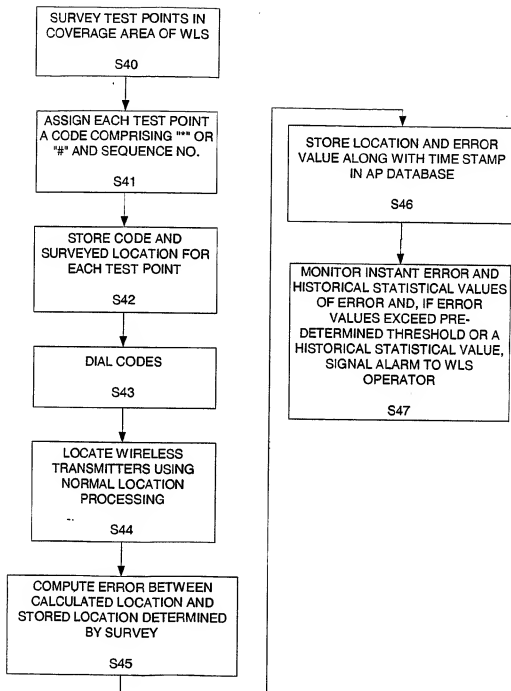 SURVEY TEST POINTS IN
COVERAGE AREA OF WLS
S40
ASSIGN EACH TEST POINT
A CODE COMPRISING "*" OR
"#" AND SEQUENCE NO.
S41
STORE CODE AND
SURVEYED LOCATION FOR
EACH TEST POINT
S42
DIAL CODES
S43
LOCATE WIRELESS
TRANSMITTERS USING
NORMAL LOCATION
PROCESSING
S44
COMPUTE ERROR BETWEEN
CALCULATED LOCATION AND
STORED LOCATION DETERMINED
BY SURVEY
S45
STORE LOCATION AND ERROR
VALUE ALONG WITH TIME STAMP
IN AP DATABASE
S46
MONITOR INSTANT ERROR AND
HISTORICAL STATISTICAL VALUES
OF ERROR AND, IF ERROR
VALUES EXCEED PRE-
DETERMINED THRESHOLD OR A
HISTORICAL STATISTICAL VALUE,
SIGNAL ALARM TO WLS
OPERATOR
S47